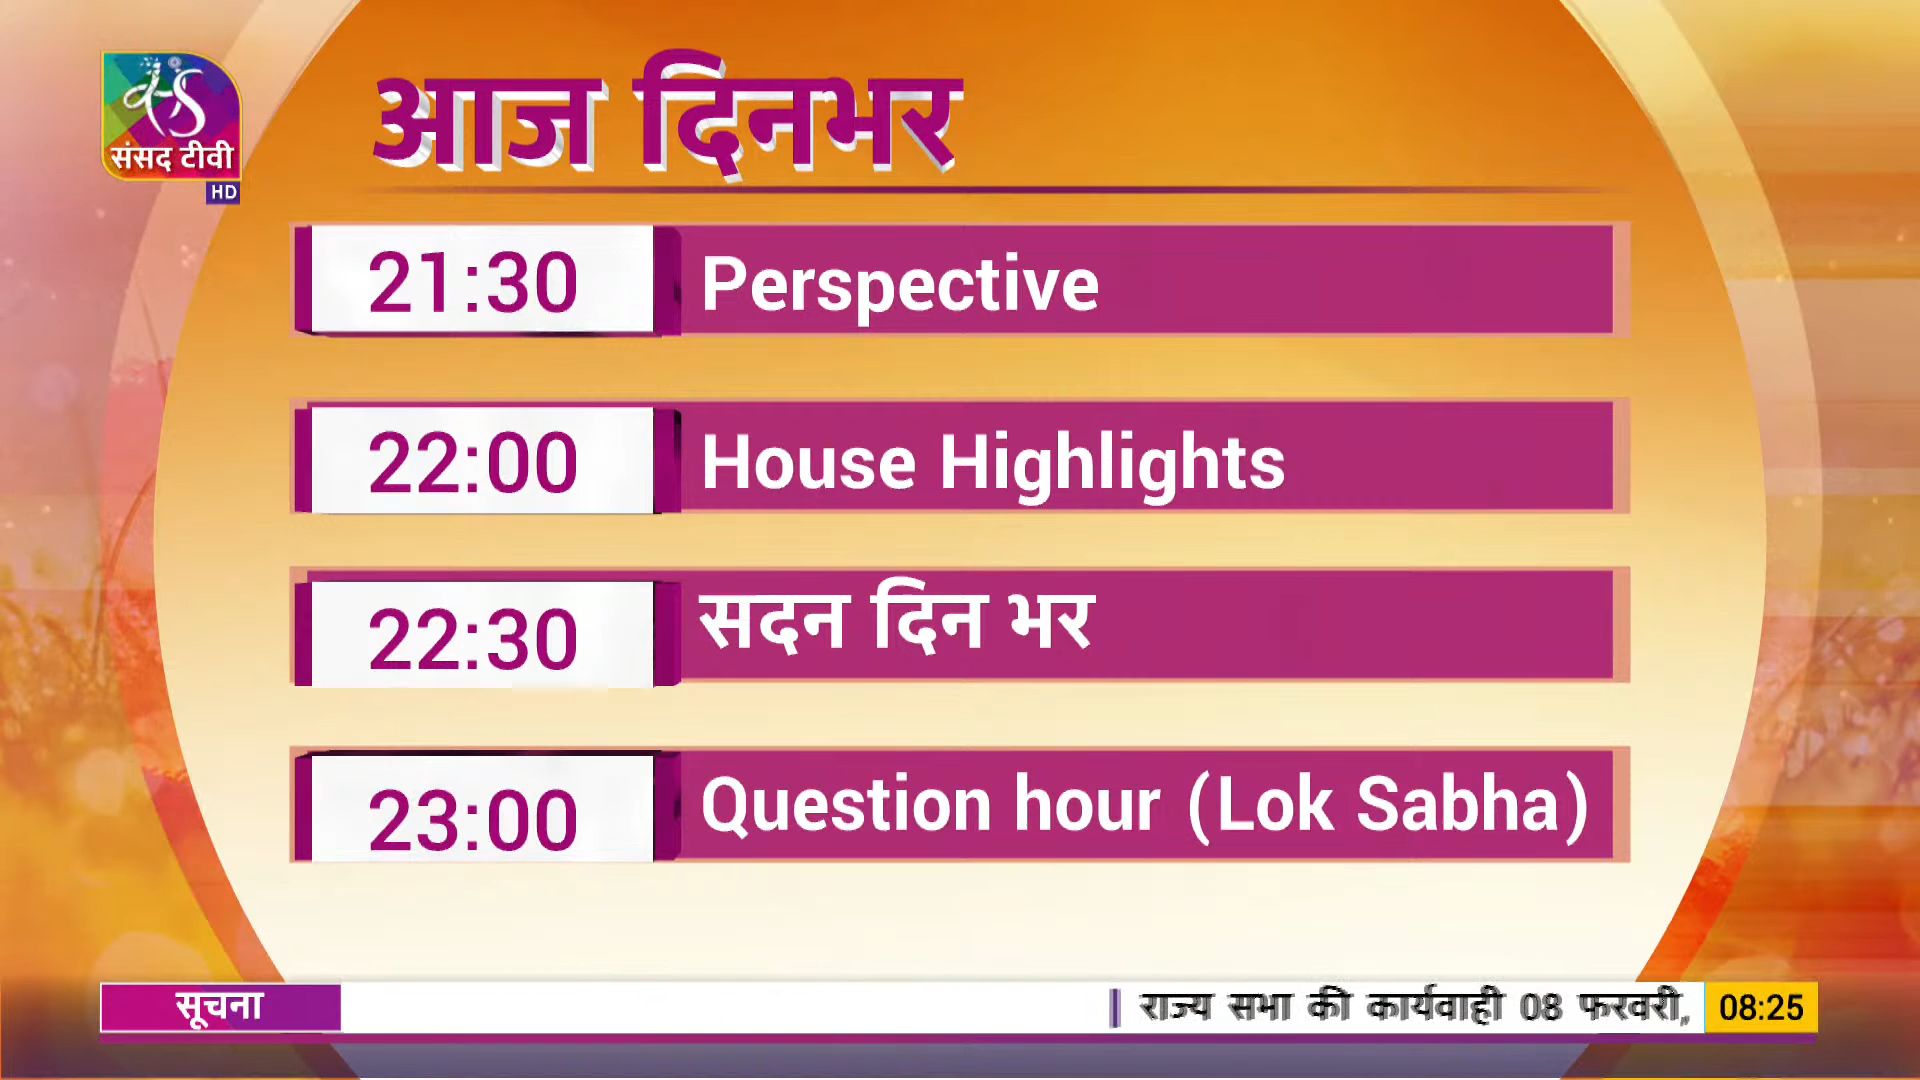 संसद टीवी
HD
आज दिनभर
21:30 Perspective
22:00 House Highlights
22:30 सदन दिन भर
23:00 Question hour (Lok Sabha)
सूचना
राज्य सभा की कार्यवाही 08 फरवरी,
08:25